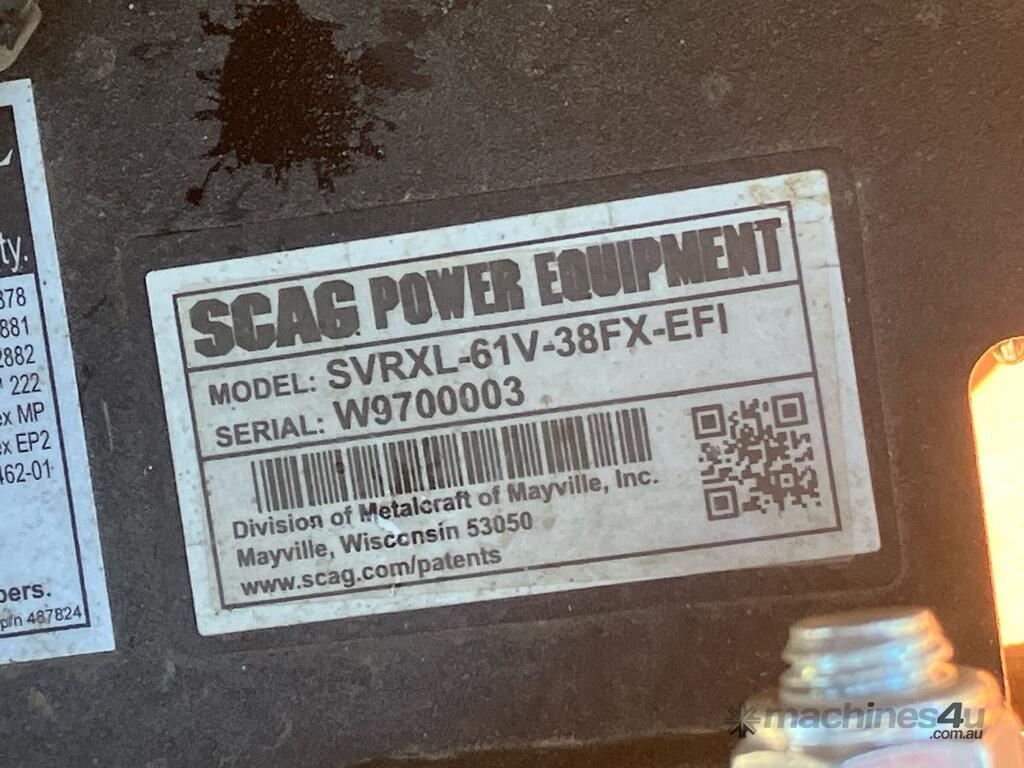 ty.
378
881
2882
222
ex MP
ex EP2
462-01
bers.
p/n 487824
SCAG POWER EQUIPMENT
MODEL: SVRXL-61V-38FX-EFI
SERIAL: W9700003
Division of Metalcraft of Mayville, Inc.
Mayville, Wisconsin 53050
www.scag.com/patents
machines4u
.com.au